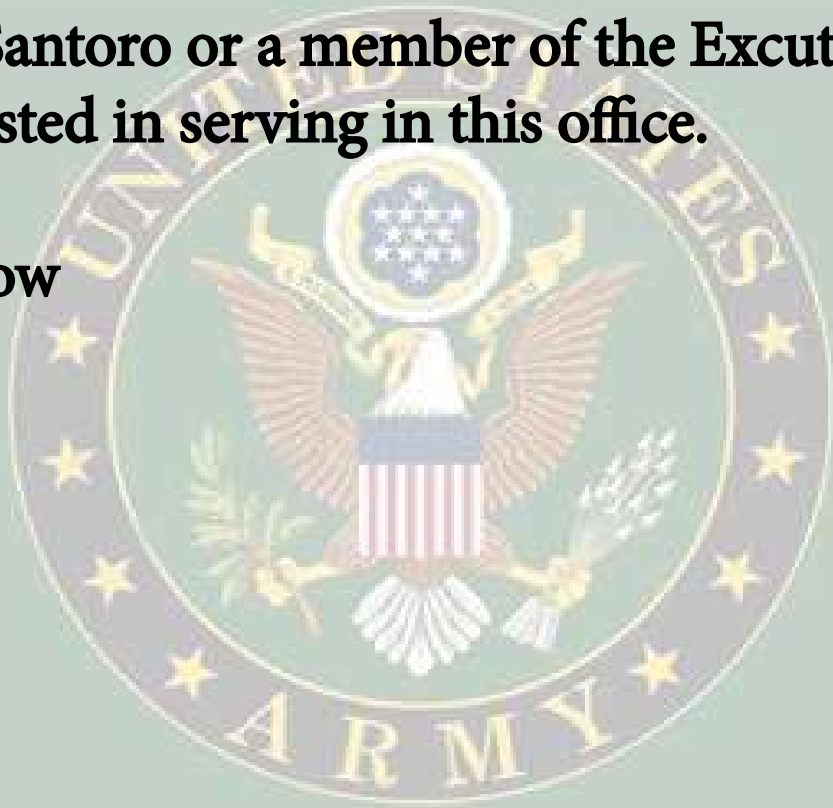 Santoro or a member of the Excut
sted in serving in this office.
ow
UNITED STATES
ARMY